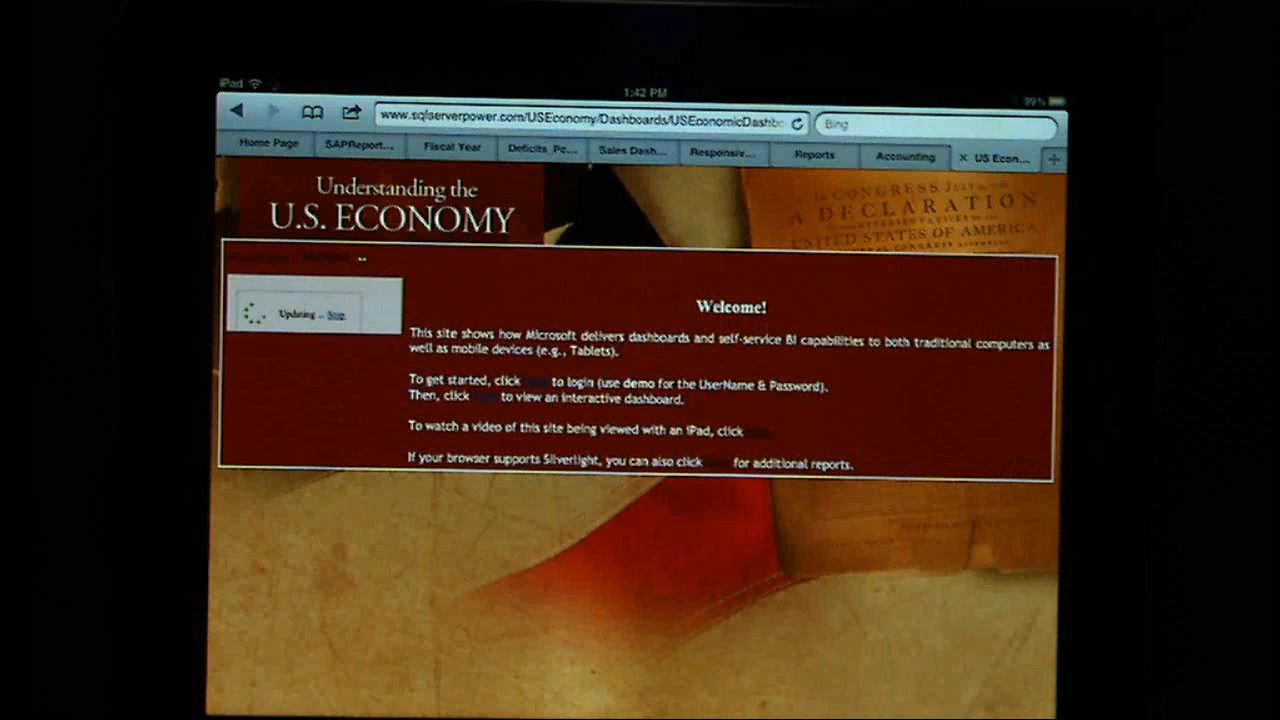 iPad
1:42 PM
99%
www.sqlserverpower.com/USEconomy/Dashboards/USEconomicDashb
Bing
Home Page
SAPReport...
Fiscal Year
Deficits_Pe...
Sales Dash...
Responsiv...
Reports
Accounting
US Econ...
Understanding the
U.S. ECONOMY
IN CONGRESS JULY
A DECLARATION
UNITED STATES OF AMERICA
Updating ... Stop
Welcome!
This site shows how Microsoft delivers dashboards and self-service BI capabilities to both traditional computers as
well as mobile devices (e.g., Tablets).
To get started, click to login (use demo for the UserName & Password).
Then, click to view an interactive dashboard.
To watch a video of this site being viewed with an iPad, click
If your browser supports Silverlight, you can also click for additional reports.